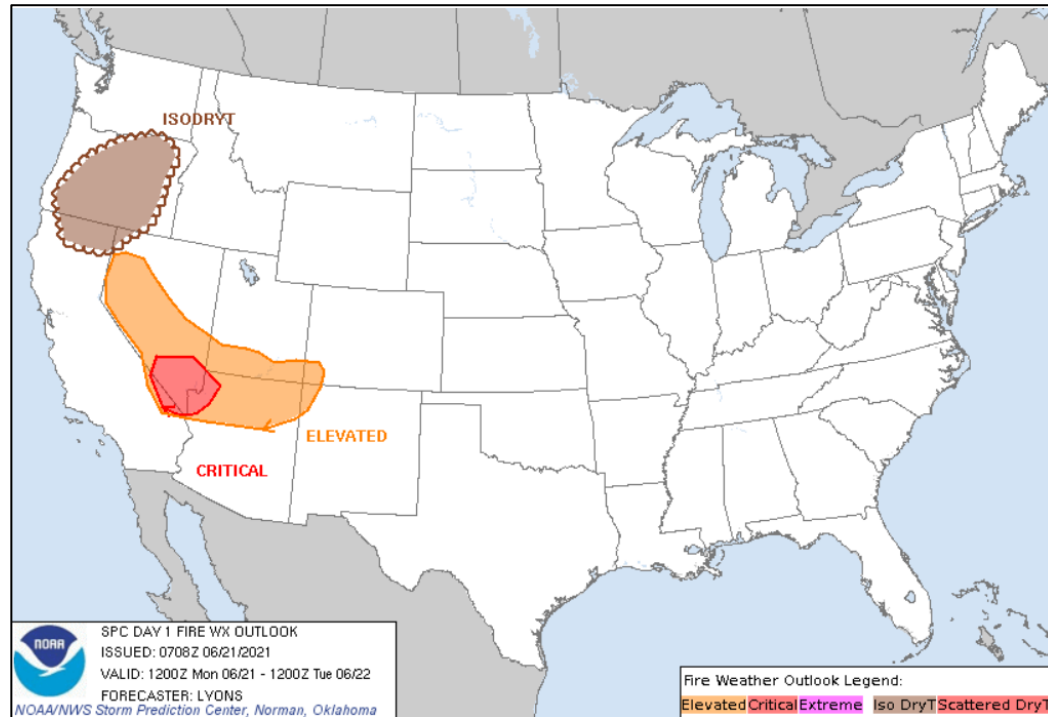 ISODRYT
ELEVATED
CRITICAL
NOAA
SPC DAY 1 FIRE WX OUTLOOK
ISSUED: 0708Z 06/21/2021
VALID: 1200Z Mon 06/21 - 1200Z Tue 06/22
FORECASTER: LYONS
NOAA/NWS Storm Prediction Center, Norman, Oklahoma
Fire Weather Outlook Legend:
Elevated Critical Extreme Iso DryT Scattered DryT